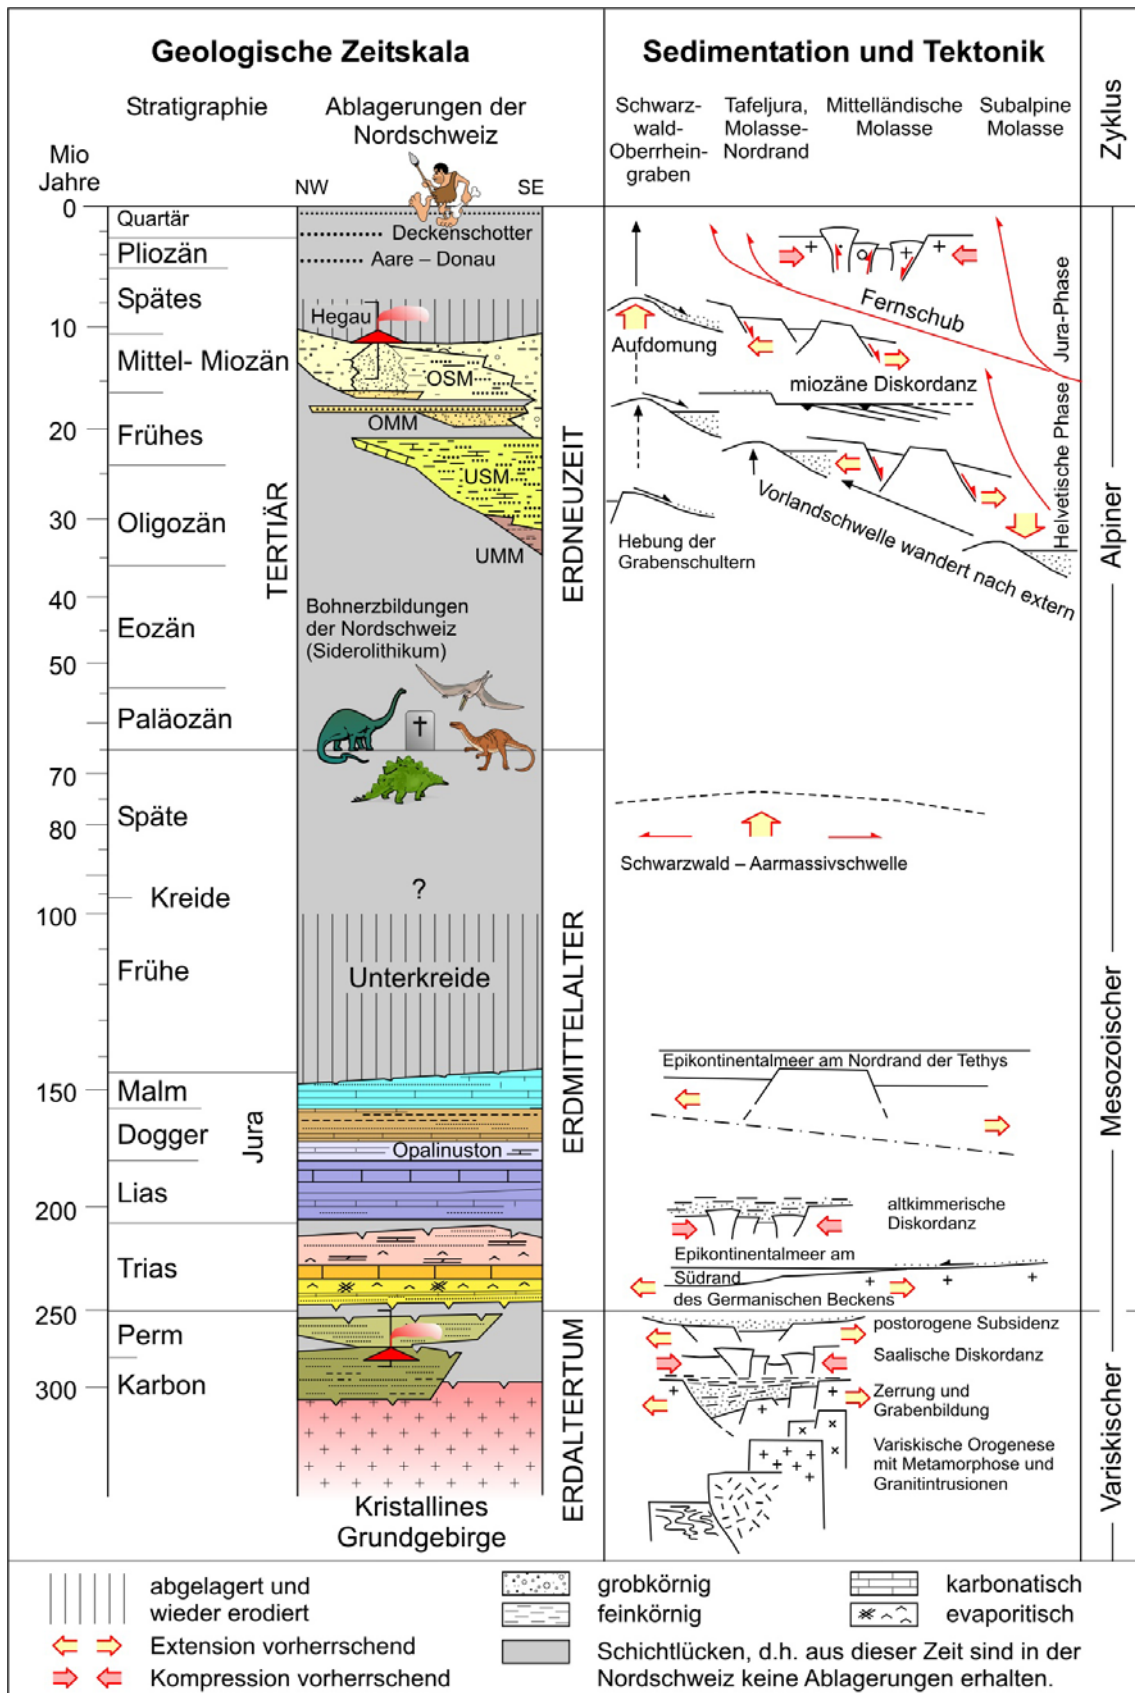 Geologische Zeitskala
Sedimentation und Tektonik
Stratigraphie
Ablagerungen der
Nordschweiz
Schwarz-
wald-
Oberrhein-
graben
Tafeljura,
Molasse-
Nordrand
Mittelländische
Molasse
Subalpine
Molasse
Zyklus
Mio
Jahre
NW
SE
0
Quartär
Deckenschotter
Pliozän
Aare – Donau
Spätes
Hegau
10
Mittel- Miozän
OSM
OMM
20
Frühes
USM
30
Oligozän
UMM
40
Eozän
Bohnerzbildungen
der Nordschweiz
(Siderolithikum)
50
Paläozän
70
Späte
80
Kreide
?
100
Frühe
Unterkreide
150
Malm
Dogger
Opalinuston
Lias
200
Trias
250
Perm
Karbon
300
Kristallines
Grundgebirge
TERTIÄR
Jura
ERDNEUZEIT
ERDMITTELALTER
ERDALTERTUM
Fernschub
Jura-Phase
Aufdomung
miozäne Diskordanz
Helvetische Phase
Vorlandschwelle wandert nach extern
Hebung der
Grabenschultern
Schwarzwald – Aarmassivschwelle
Epikontinentalmeer am Nordrand der Tethys
altkimmerische
Diskordanz
Epikontinentalmeer am
Südrand
des Germanischen Beckens
postorogene Subsidenz
Saalische Diskordanz
Zerrung und
Grabenbildung
Variskische Orogenese
mit Metamorphose und
Granitintrusionen
Alpiner
Mesozoischer
Variskischer
abgelagert und
wieder erodiert
Extension vorherrschend
Kompression vorherrschend
grobkörnig
feinkörnig
karbonatisch
evaporitisch
Schichtlücken, d.h. aus dieser Zeit sind in der
Nordschweiz keine Ablagerungen erhalten.